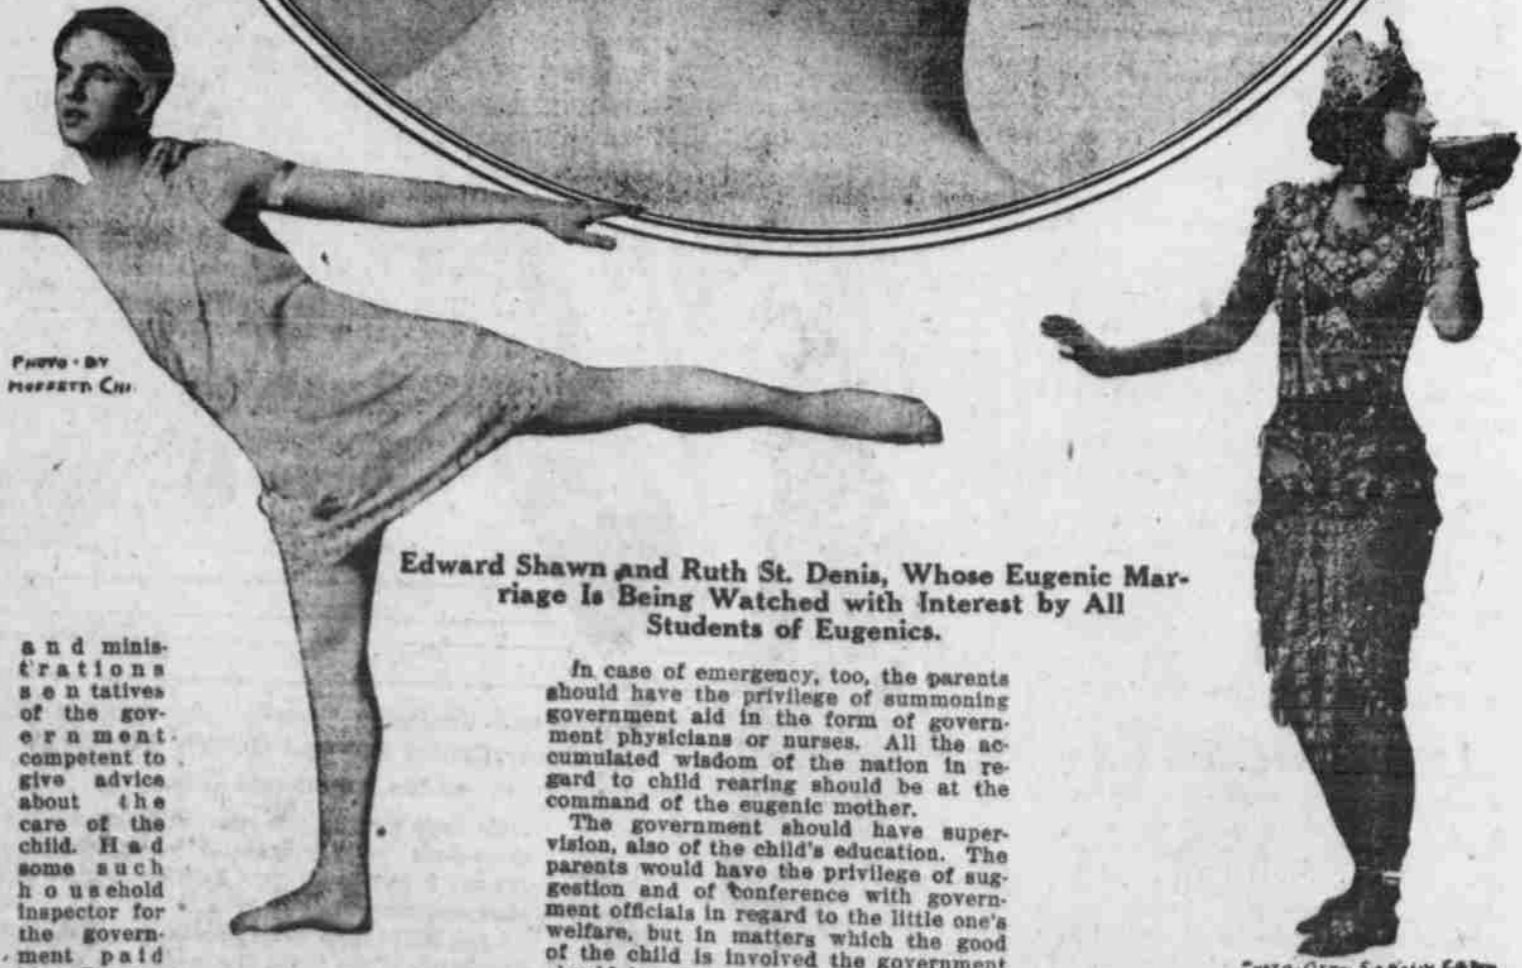 PHOTO · BY
MOFFETT CHI.
Edward Shawn and Ruth St. Denis, Whose Eugenic Mar-
riage Is Being Watched with Interest by All
Students of Eugenics.
and minis-
trations
sentatives
of the gov-
ernment
competent to
give advice
about the
care of the
child. Had
some such
household
inspector for
the govern-
ment paid
In case of emergency, too, the parents
should have the privilege of summoning
government aid in the form of govern-
ment physicians or nurses. All the ac-
cumulated wisdom of the nation in re-
gard to child rearing should be at the
command of the eugenic mother.
The government should have super-
vision, also of the child's education. The
parents would have the privilege of sug-
gestion and of conference with govern-
ment officials in regard to the little one's
welfare, but in matters which the good
of the child is involved the government